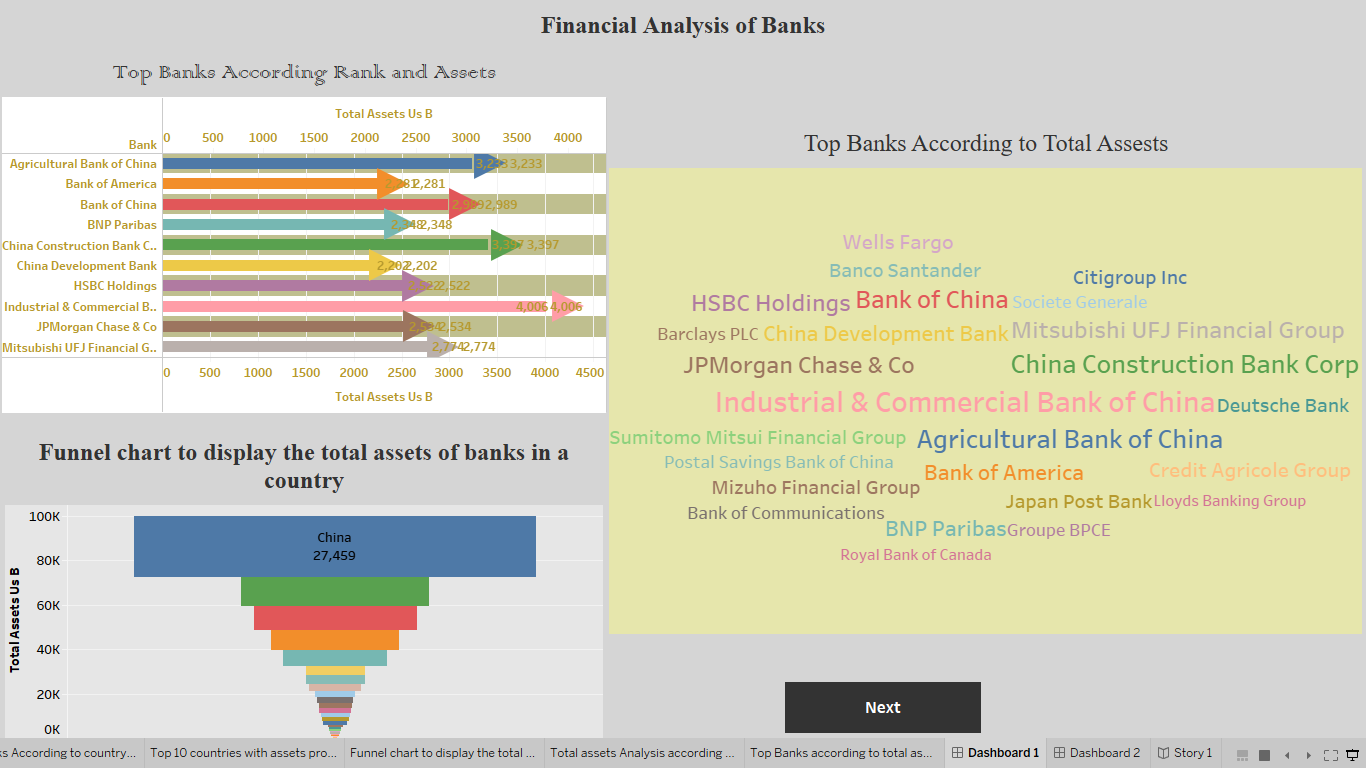 Financial Analysis of Banks
Top Banks According Rank and Assets
Total Assets Us B
Bank
0 500 1000 1500 2000 2500 3000 3500 4000
Agricultural Bank of China 3,233 3,233
Bank of America 2,281 2,281
Bank of China 2,989 2,989
BNP Paribas 2,348 2,348
China Construction Bank C.. 3,397 3,397
China Development Bank 2,202 2,202
HSBC Holdings 2,522 2,522
Industrial & Commercial B.. 4,006 4,006
JPMorgan Chase & Co 2,534 2,534
Mitsubishi UFJ Financial G.. 2,774 2,774
0 500 1000 1500 2000 2500 3000 3500 4000 4500
Total Assets Us B
Funnel chart to display the total assets of banks in a
country
Total Assets Us B
100K
80K
60K
40K
20K
0K
China
27,459
Top Banks According to Total Assests
Wells Fargo
Banco Santander
Citigroup Inc
HSBC Holdings
Bank of China
Societe Generale
Barclays PLC
China Development Bank
Mitsubishi UFJ Financial Group
JPMorgan Chase & Co
China Construction Bank Corp
Industrial & Commercial Bank of China
Deutsche Bank
Sumitomo Mitsui Financial Group
Agricultural Bank of China
Postal Savings Bank of China
Bank of America
Credit Agricole Group
Mizuho Financial Group
Japan Post Bank
Lloyds Banking Group
Bank of Communications
BNP Paribas
Groupe BPCE
Royal Bank of Canada
Next
s According to country...
Top 10 countries with assets pro...
Funnel chart to display the total ...
Total assets Analysis according ...
Top Banks according to total as...
Dashboard 1
Dashboard 2
Story 1